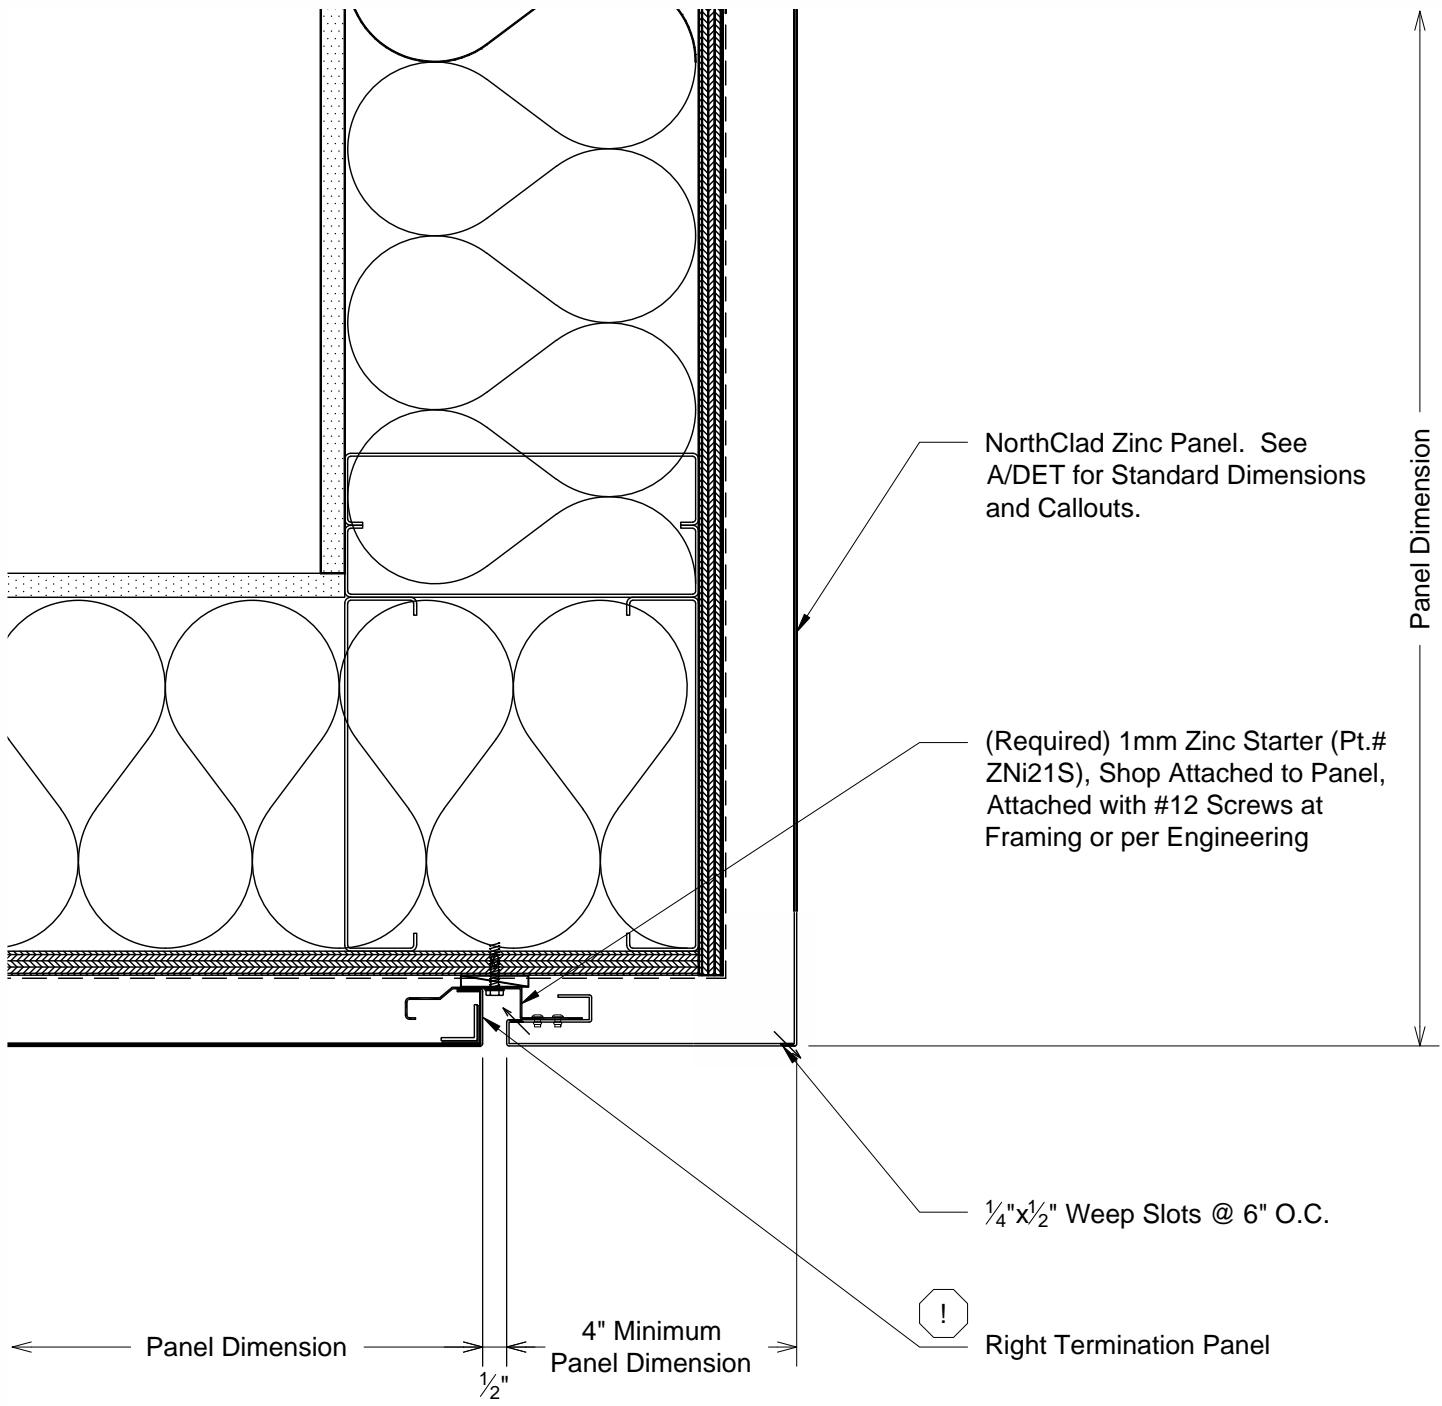 NorthClad Zinc Panel.  See
A/DET for Standard Dimensions
and Callouts.
Panel Dimension
(Required) 1mm Zinc Starter (Pt.#
ZNi21S), Shop Attached to Panel,
Attached with #12 Screws at
Framing or per Engineering
1/4"x1/2" Weep Slots @ 6" O.C.
!
Right Termination Panel
Panel Dimension
1/2"
4" Minimum
Panel Dimension